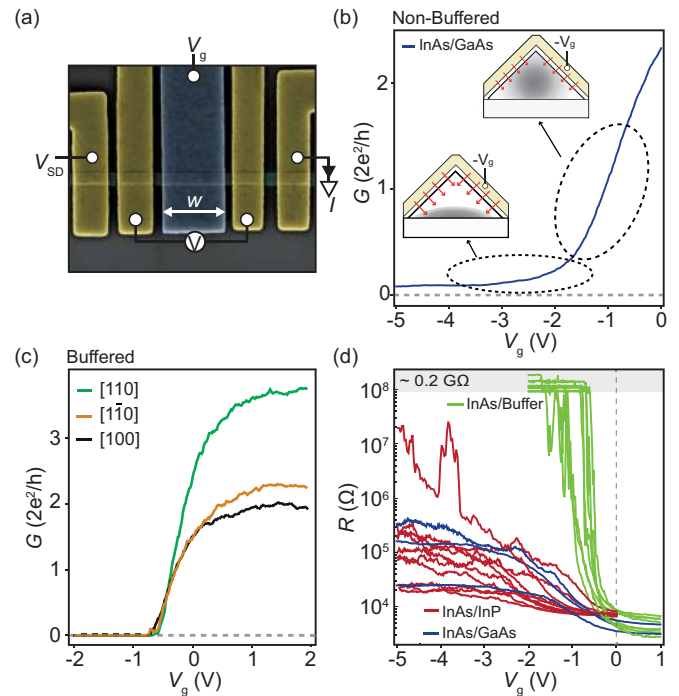 (a)
V_g
V_SD
w
V
I
(b) Non-Buffered
InAs/GaAs
-V_g
-V_g
G (2e²/h)
2
1
0
-5 -4 -3 -2 -1 0
V_g (V)
(c) Buffered
[110]
[11̄0]
[100]
G (2e²/h)
3
2
1
0
-2 -1 0 1 2
V_g (V)
(d)
~ 0.2 GΩ
InAs/Buffer
R (Ω)
10⁸
10⁷
10⁶
10⁵
10⁴
InAs/InP
InAs/GaAs
-5 -4 -3 -2 -1 0 1
V_g (V)